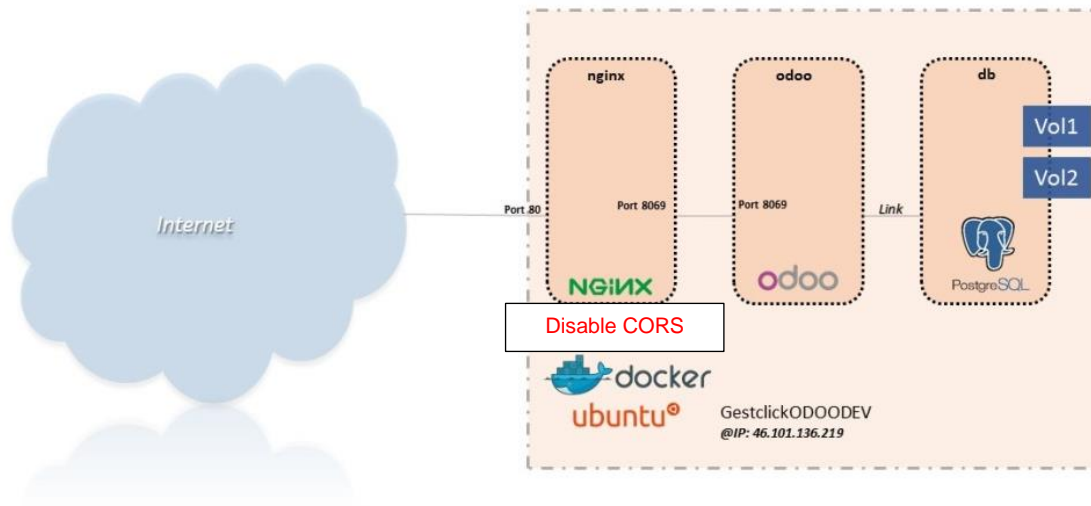 Internet
nginx
odoo
db
Vol1
Vol2
Port 80
Port 8069
Port 8069
Link
NGINX
odoo
PostgreSQL
Disable CORS
docker
ubuntu
GestclickODOODEV
@IP: 46.101.136.219